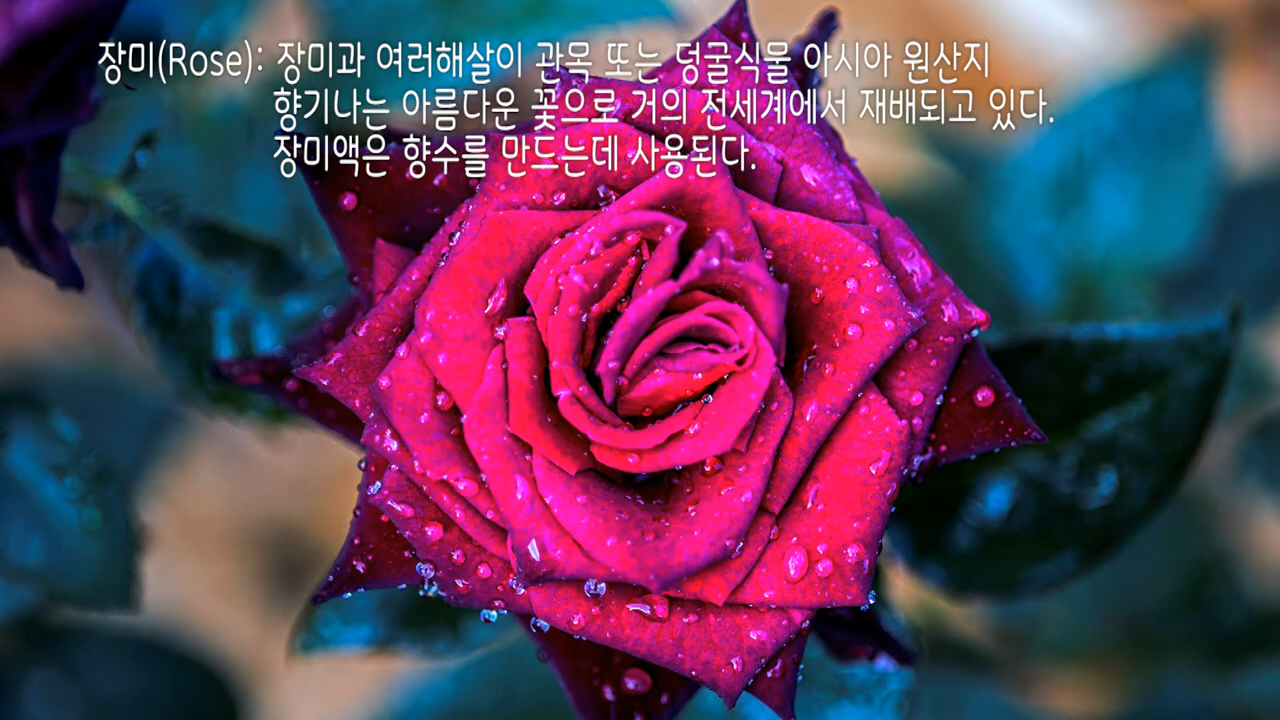 장미(Rose): 장미과 여러해살이 관목 또는 덩굴식물 아시아 원산지
향기나는 아름다운 꽃으로 거의 전세계에서 재배되고 있다.
장미액은 향수를 만드는데 사용된다.